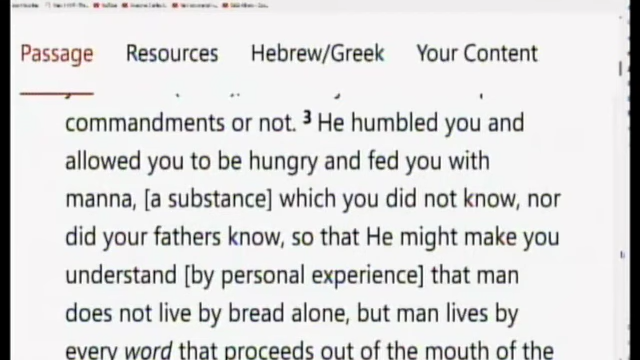 Passage Resources Hebrew/Greek Your Content
commandments or not. 3 He humbled you and
allowed you to be hungry and fed you with
manna, [a substance] which you did not know, nor
did your fathers know, so that He might make you
understand [by personal experience] that man
does not live by bread alone, but man lives by
every word that proceeds out of the mouth of the